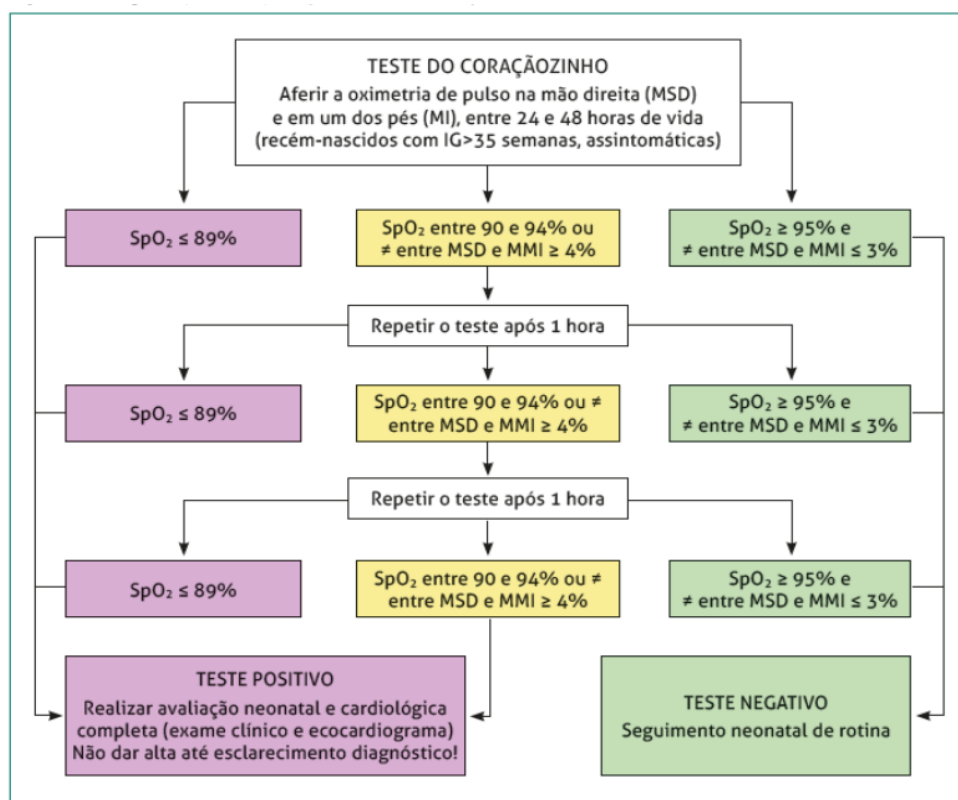 TESTE DO CORAÇÃOZINHO
Aferir a oximetria de pulso na mão direita (MSD)
e em um dos pés (MI), entre 24 e 48 horas de vida
(recém-nascidos com IG>35 semanas, assintomáticas)
SpO₂ ≤ 89%
SpO₂ entre 90 e 94% ou
≠ entre MSD e MMI ≥ 4%
SpO₂ ≥ 95% e
≠ entre MSD e MMI ≤ 3%
Repetir o teste após 1 hora
SpO₂ ≤ 89%
SpO₂ entre 90 e 94% ou ≠
entre MSD e MMI ≥ 4%
SpO₂ ≥ 95% e
≠ entre MSD e MMI ≤ 3%
Repetir o teste após 1 hora
SpO₂ ≤ 89%
SpO₂ entre 90 e 94% ou ≠
entre MSD e MMI ≥ 4%
SpO₂ ≥ 95% e
≠ entre MSD e MMI ≤ 3%
TESTE POSITIVO
Realizar avaliação neonatal e cardiológica
completa (exame clínico e ecocardiograma)
Não dar alta até esclarecimento diagnóstico!
TESTE NEGATIVO
Seguimento neonatal de rotina